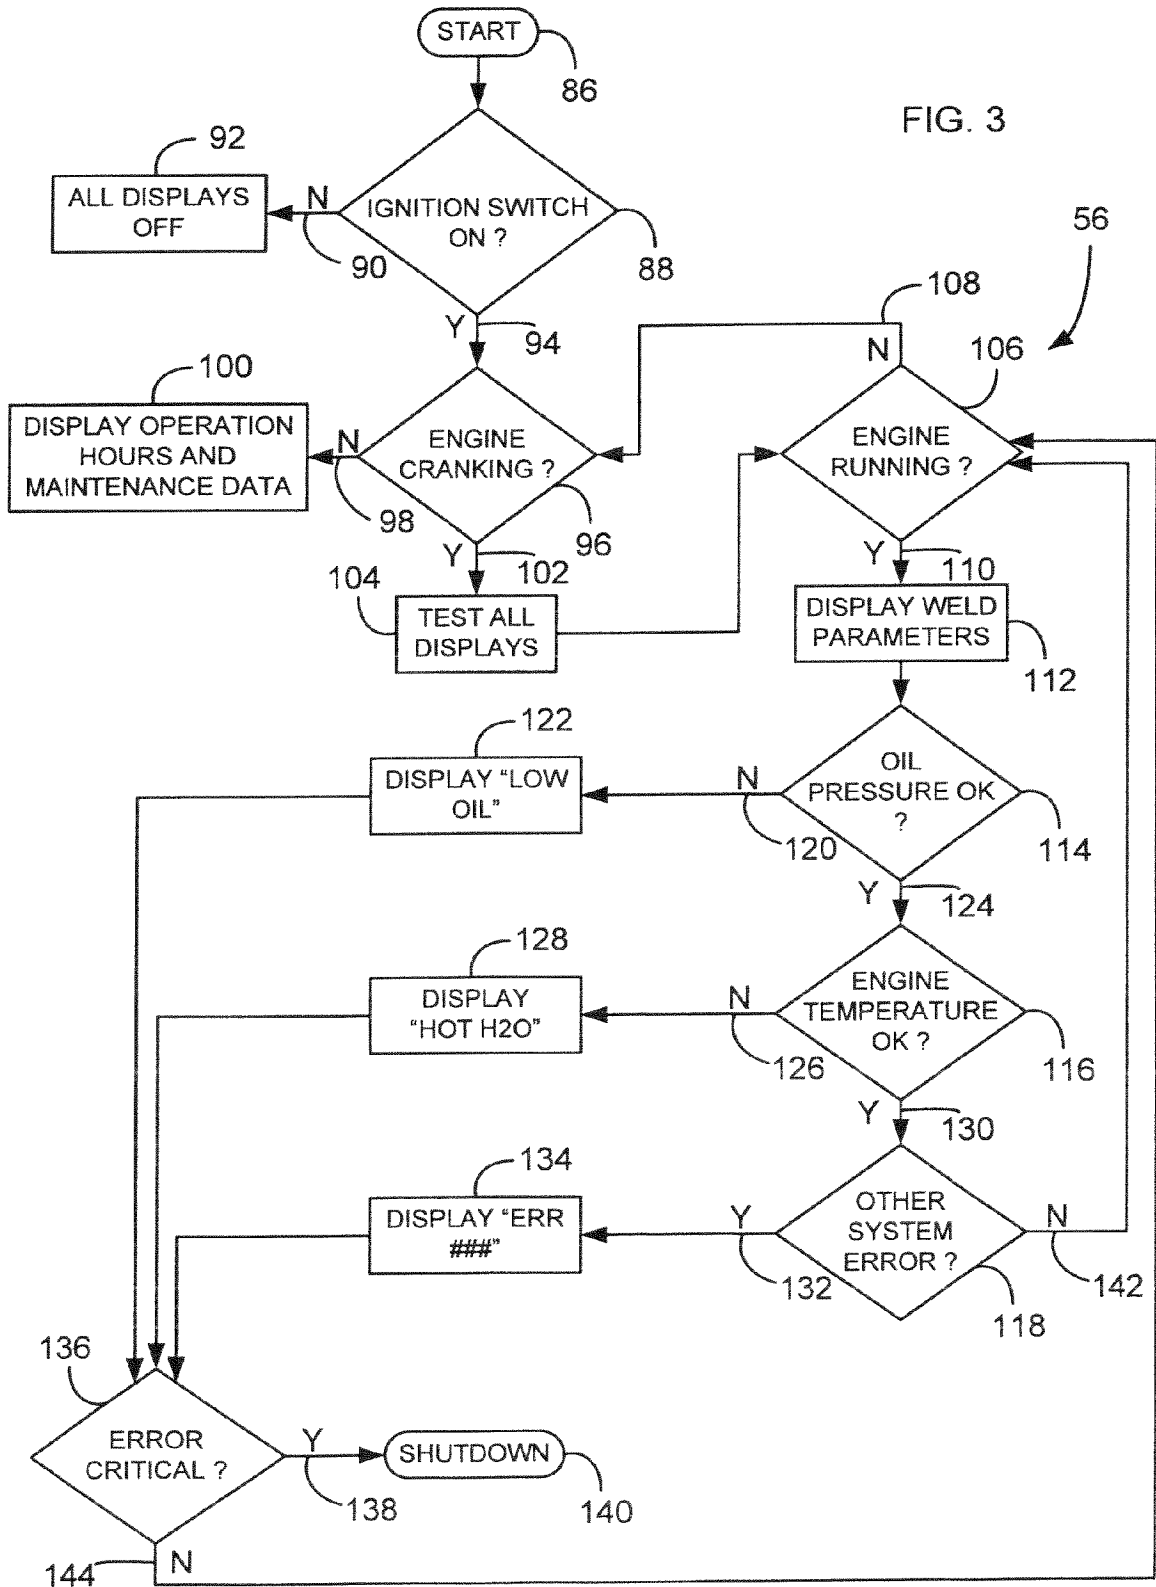 START
86
FIG. 3
92
ALL DISPLAYS
OFF
N
90
IGNITION SWITCH
ON ?
88
56
Y
94
108
N
106
100
DISPLAY OPERATION
HOURS AND
MAINTENANCE DATA
N
98
ENGINE
CRANKING ?
96
ENGINE
RUNNING ?
Y
102
Y
110
104
TEST ALL
DISPLAYS
DISPLAY WELD
PARAMETERS
112
122
DISPLAY “LOW
OIL”
N
120
OIL
PRESSURE OK
?
114
Y
124
128
DISPLAY
“HOT H2O”
N
126
ENGINE
TEMPERATURE
OK ?
116
Y
130
134
DISPLAY “ERR
###”
Y
132
OTHER
SYSTEM
ERROR ?
N
142
118
136
ERROR
CRITICAL ?
Y
138
SHUTDOWN
140
144
N